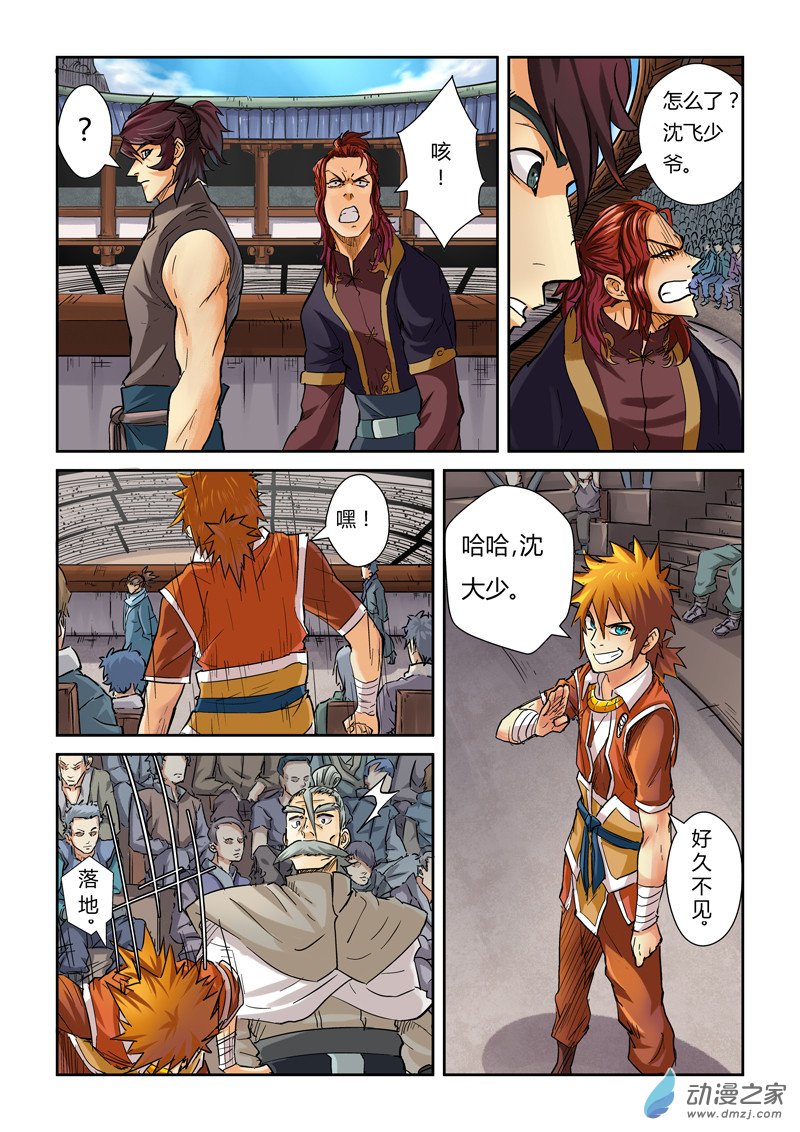 ？
咳！
怎么了？
沈飞少
爷。
嘿！
落地。
哈哈，沈
大少。
好久不见。
动漫之家
www.dmzj.com